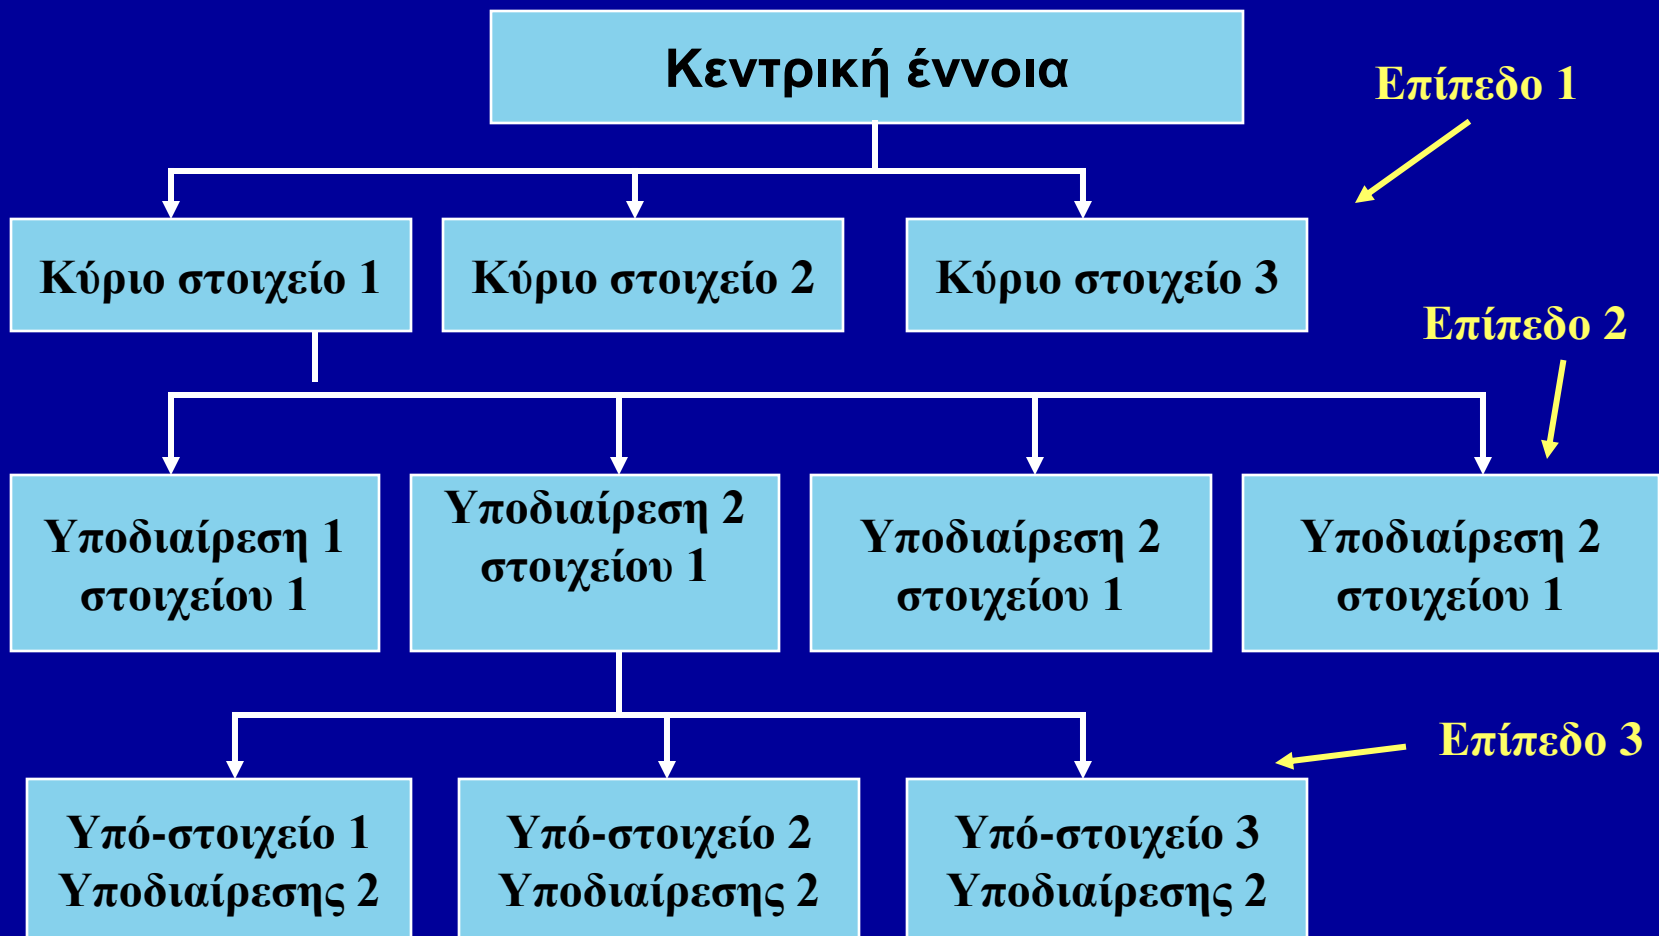 Κεντρική έννοια
Επίπεδο 1
Κύριο στοιχείο 1
Κύριο στοιχείο 2
Κύριο στοιχείο 3
Επίπεδο 2
Υποδιαίρεση 1
στοιχείου 1
Υποδιαίρεση 2
στοιχείου 1
Υποδιαίρεση 2
στοιχείου 1
Υποδιαίρεση 2
στοιχείου 1
Επίπεδο 3
Υπό-στοιχείο 1
Υποδιαίρεσης 2
Υπό-στοιχείο 2
Υποδιαίρεσης 2
Υπό-στοιχείο 3
Υποδιαίρεσης 2